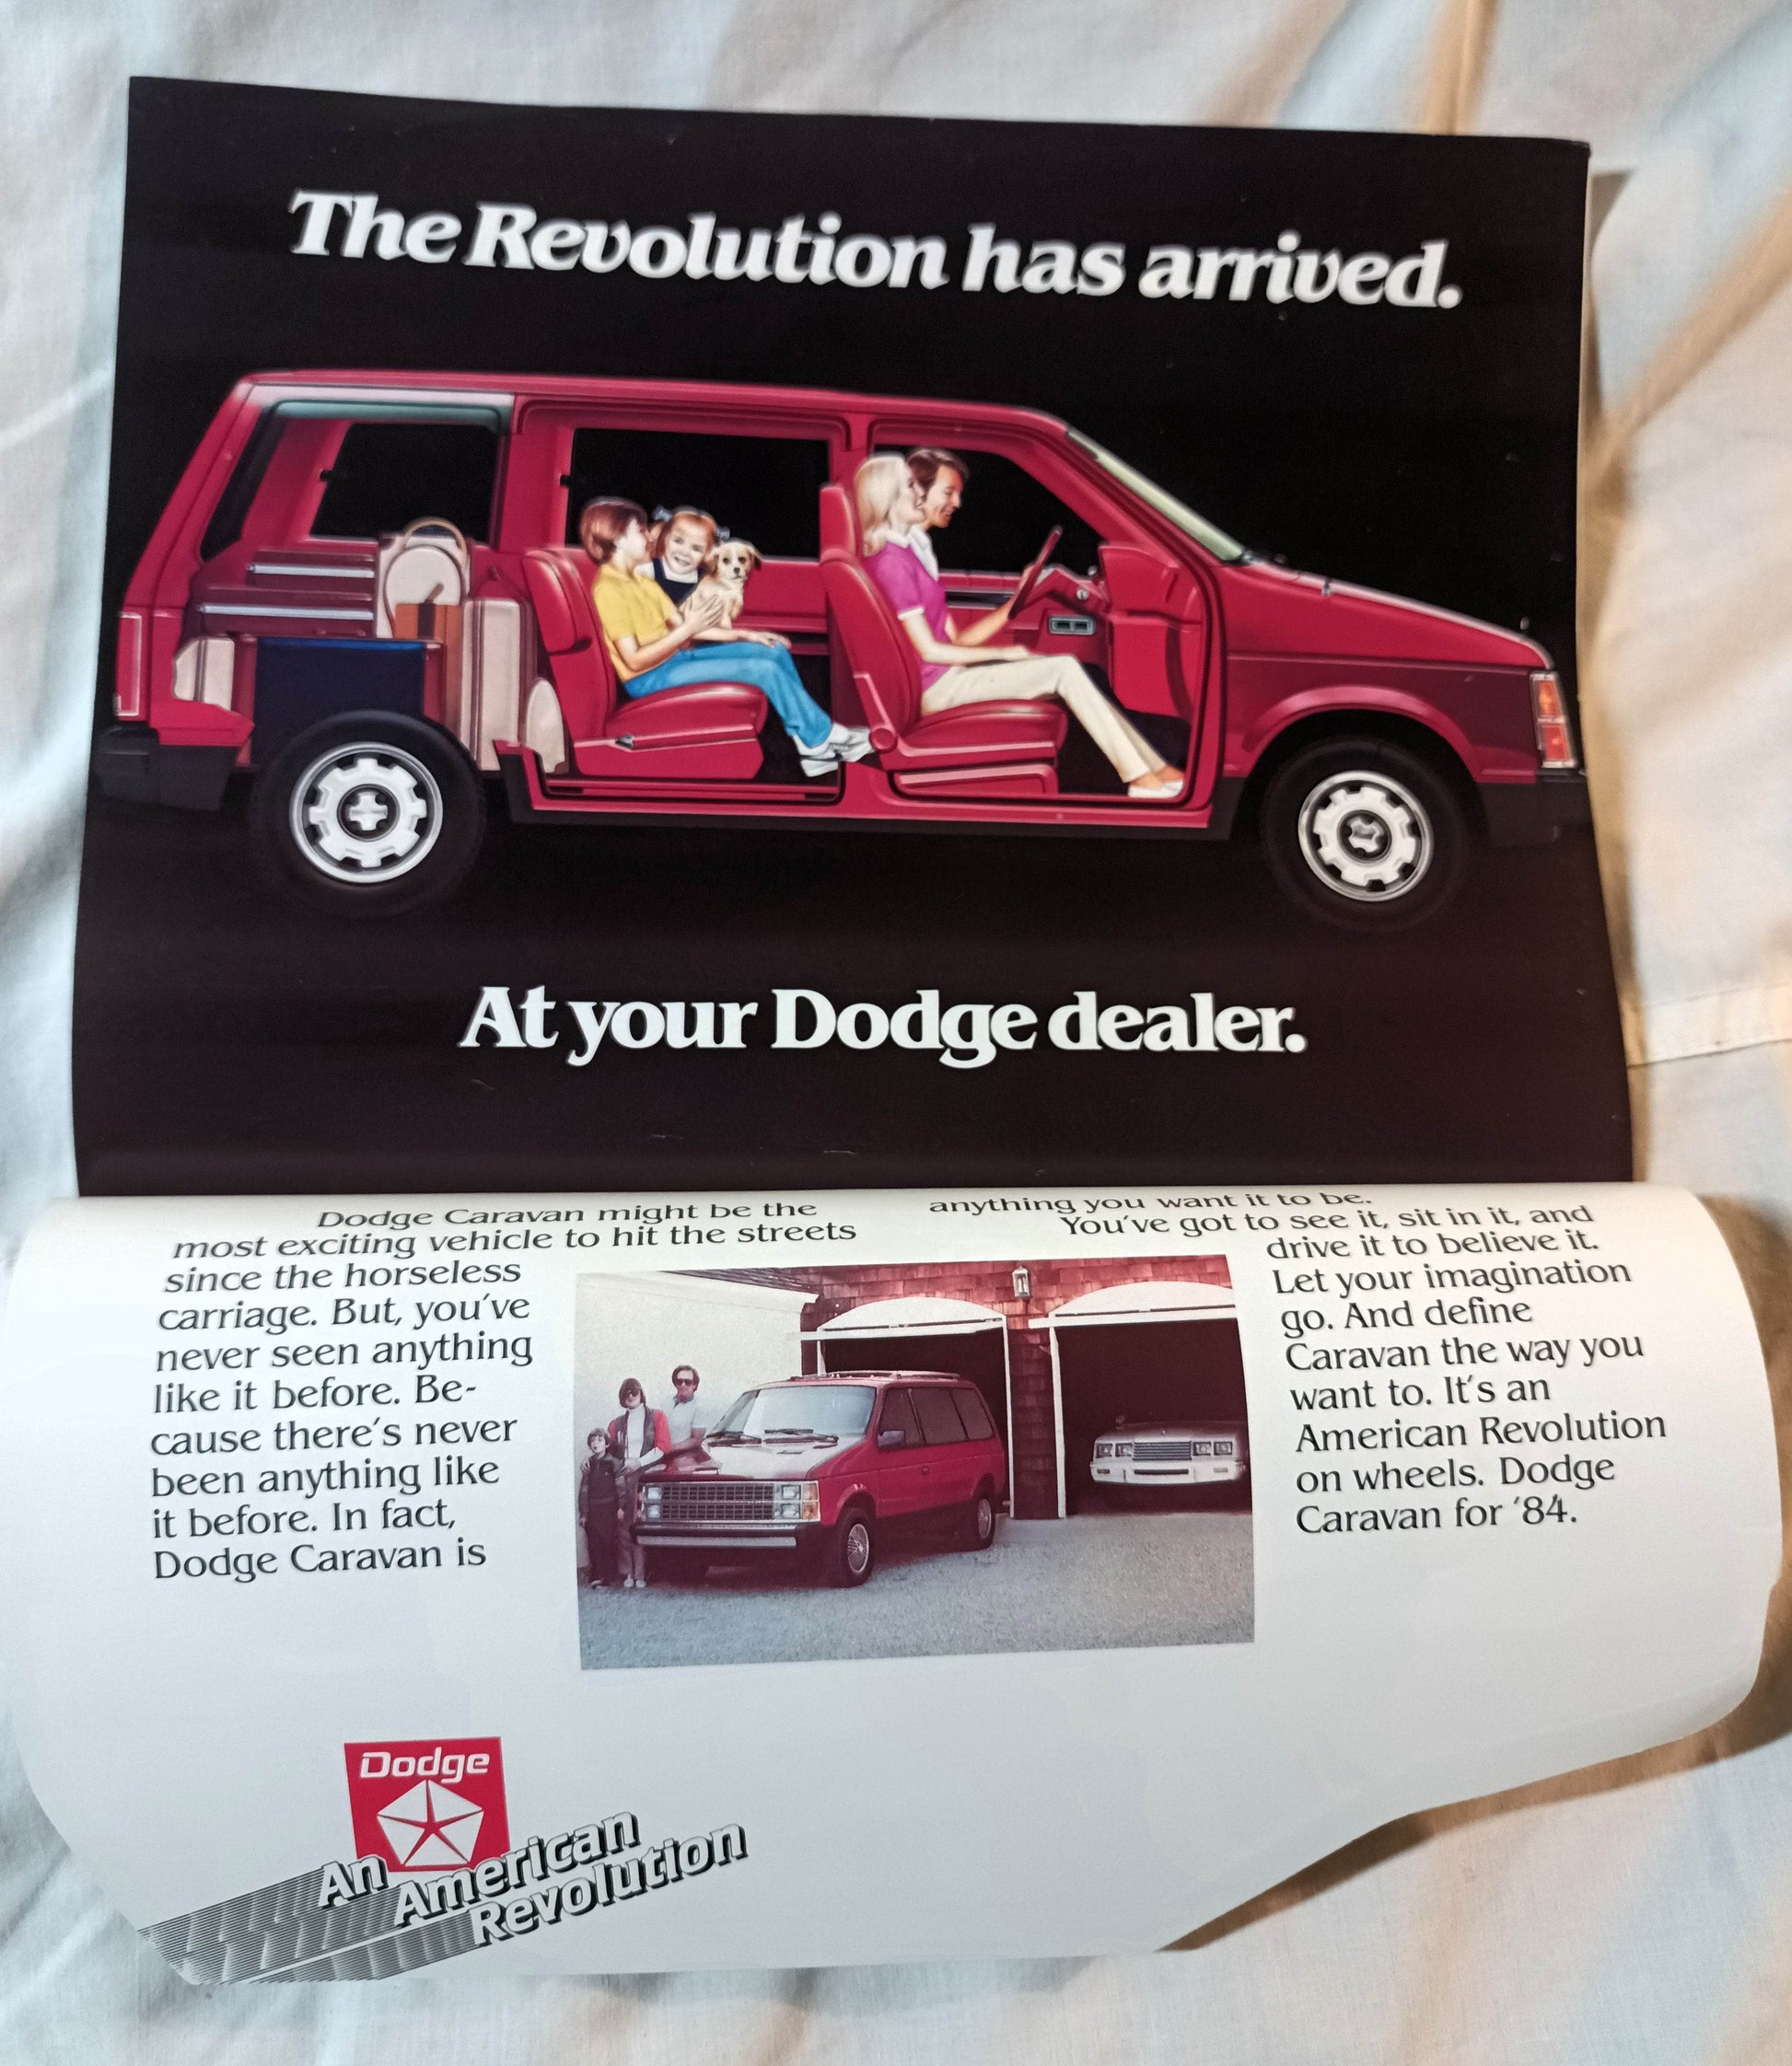 The Revolution has arrived.
At your Dodge dealer.
Dodge Caravan might be the
most exciting vehicle to hit the streets
since the horseless
carriage. But, you've
never seen anything
like it before. Be-
cause there's never
been anything like
it before. In fact,
Dodge Caravan is
anything you want it to be.
You've got to see it, sit in it, and
drive it to believe it.
Let your imagination
go. And define
Caravan the way you
want to. It's an
American Revolution
on wheels. Dodge
Caravan for '84.
Dodge
An
American
Revolution